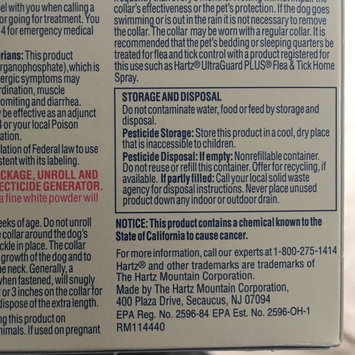 el with you when calling a
or going for treatment. You
4 for emergency medical
rians: This product
organophosphate), which is
ergic symptoms may
ordination, muscle
vomiting and diarrhea.
y be effective as an adjunct
or your local Poison
ation.
olation of Federal law to use
stent with its labeling.
CKAGE, UNROLL AND
ECTICIDE GENERATOR.
a fine white powder will
eeks of age. Do not unroll
e collar around the dog's
ckle in place. The collar
growth of the dog and to
he neck. Generally, a
hen fastened, will snugly
or 3 inches on the collar for
dispose of the extra length.
ng this product on
nimals. If used on pregnant
collar's effectiveness or the pet's protection. If the dog goes
swimming or is out in the rain it is not necessary to remove
the collar. The collar may be worn with a regular collar. It is
recommended that the pet's bedding or sleeping quarters be
treated for flea and tick control with a product registered for
this use such as Hartz® UltraGuard PLUS® Flea & Tick Home
Spray.
STORAGE AND DISPOSAL
Do not contaminate water, food or feed by storage and
disposal.
Pesticide Storage: Store this product in a cool, dry place
that is inaccessible to children.
Pesticide Disposal: If empty: Nonrefillable container.
Do not reuse or refill this container. Offer for recycling, if
available. If partly filled: Call your local solid waste
agency for disposal instructions. Never place unused
product down any indoor or outdoor drain.
NOTICE: This product contains a chemical known to the
State of California to cause cancer.
For more information, call our experts at 1-800-275-1414
Hartz® and other trademarks are trademarks of
The Hartz Mountain Corporation.
Made by The Hartz Mountain Corporation,
400 Plaza Drive, Secaucus, NJ 07094
EPA Reg. No. 2596-84 EPA Est. No. 2596-OH-1
RM114440